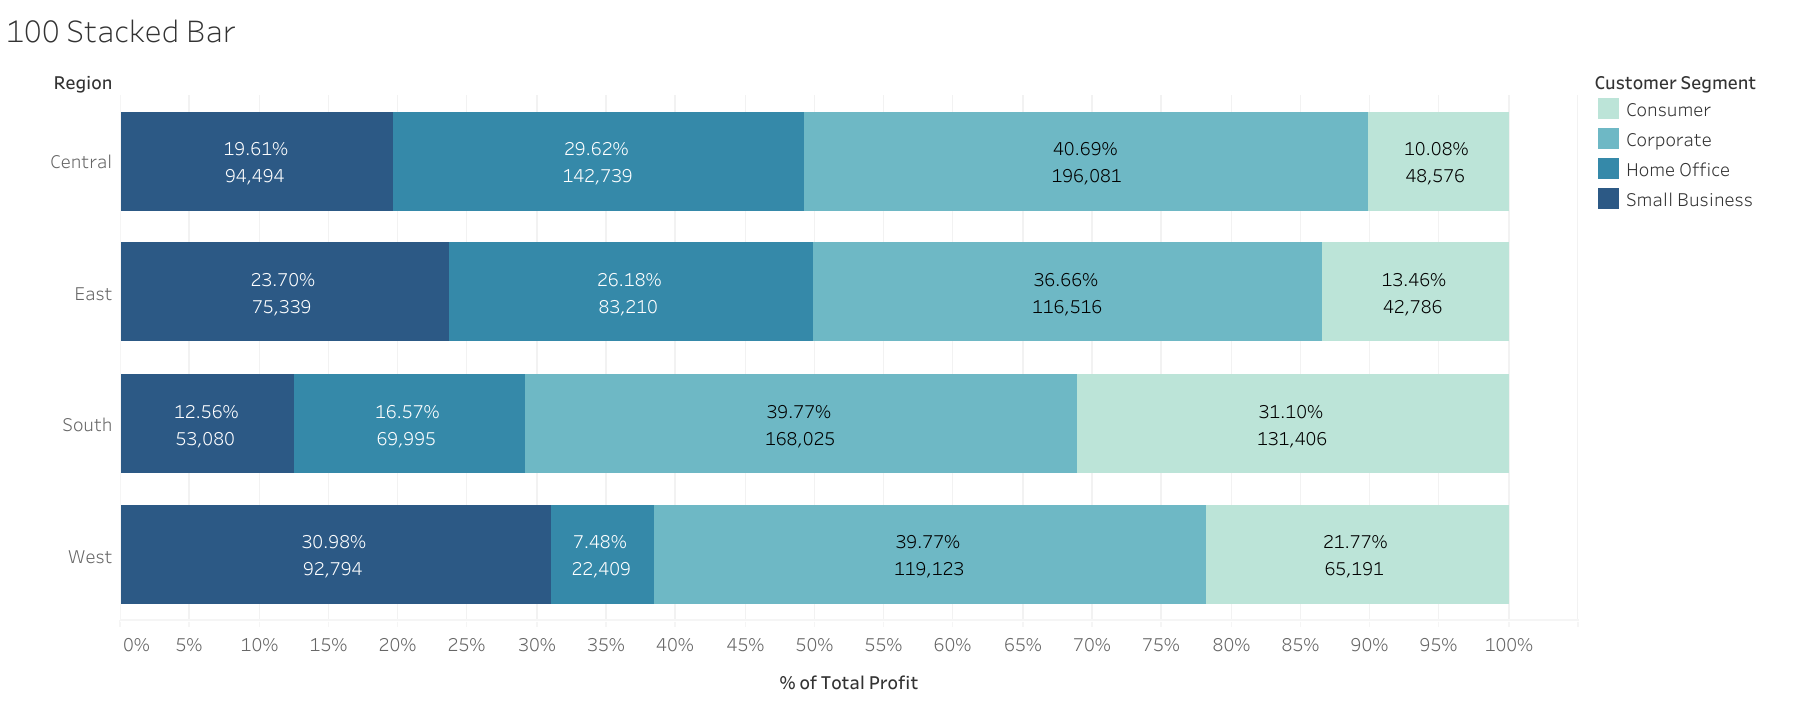 100 Stacked Bar
Region
Customer Segment
Consumer
Corporate
Home Office
Small Business
Central
19.61%
94,494
29.62%
142,739
40.69%
196,081
10.08%
48,576
East
23.70%
75,339
26.18%
83,210
36.66%
116,516
13.46%
42,786
South
12.56%
53,080
16.57%
69,995
39.77%
168,025
31.10%
131,406
West
30.98%
92,794
7.48%
22,409
39.77%
119,123
21.77%
65,191
0% 5% 10% 15% 20% 25% 30% 35% 40% 45% 50% 55% 60% 65% 70% 75% 80% 85% 90% 95% 100%
% of Total Profit